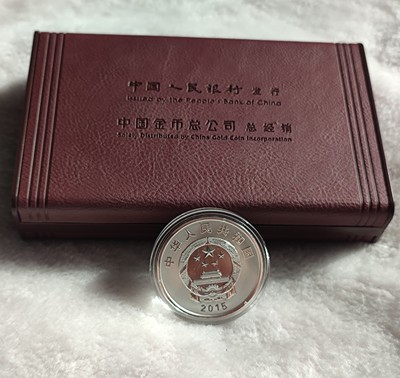 中国人民银行 发行
Issued by the People's Bank of China
中国金币总公司 总经销
Solely Distributed by China Gold Coin Incorporation
中华人民共和国
2015